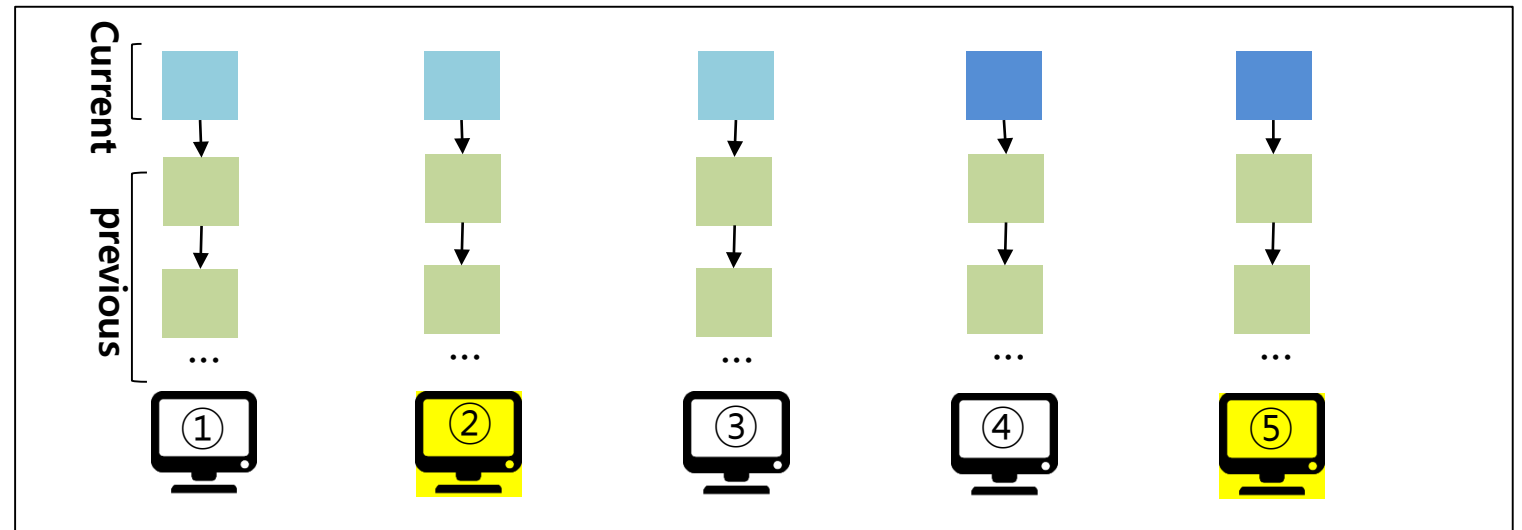 Current
previous
... ... ... ... ...
① ② ③ ④ ⑤